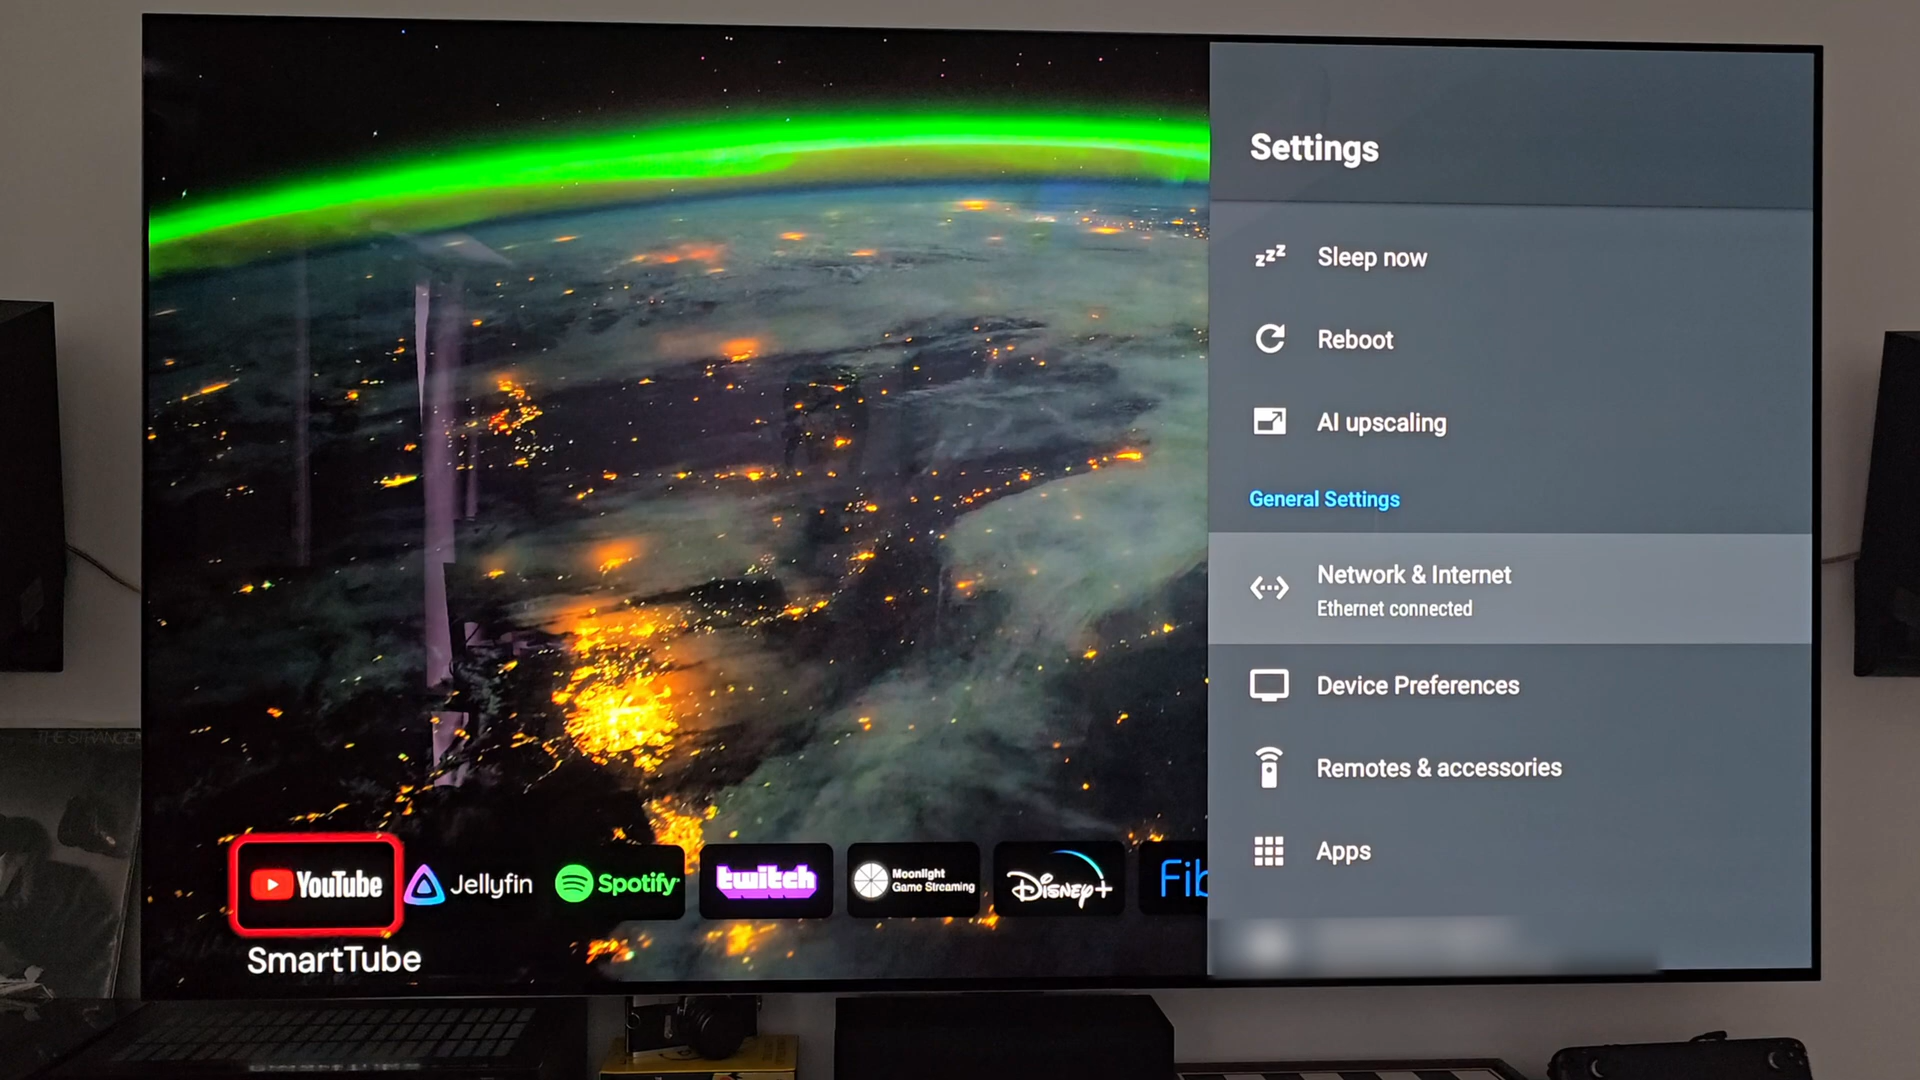 Settings
Sleep now
Reboot
AI upscaling
General Settings
Network & Internet
Ethernet connected
Device Preferences
Remotes & accessories
Apps
YouTube
Jellyfin
Spotify
twitch
Moonlight
Game Streaming
Disney+
SmartTube